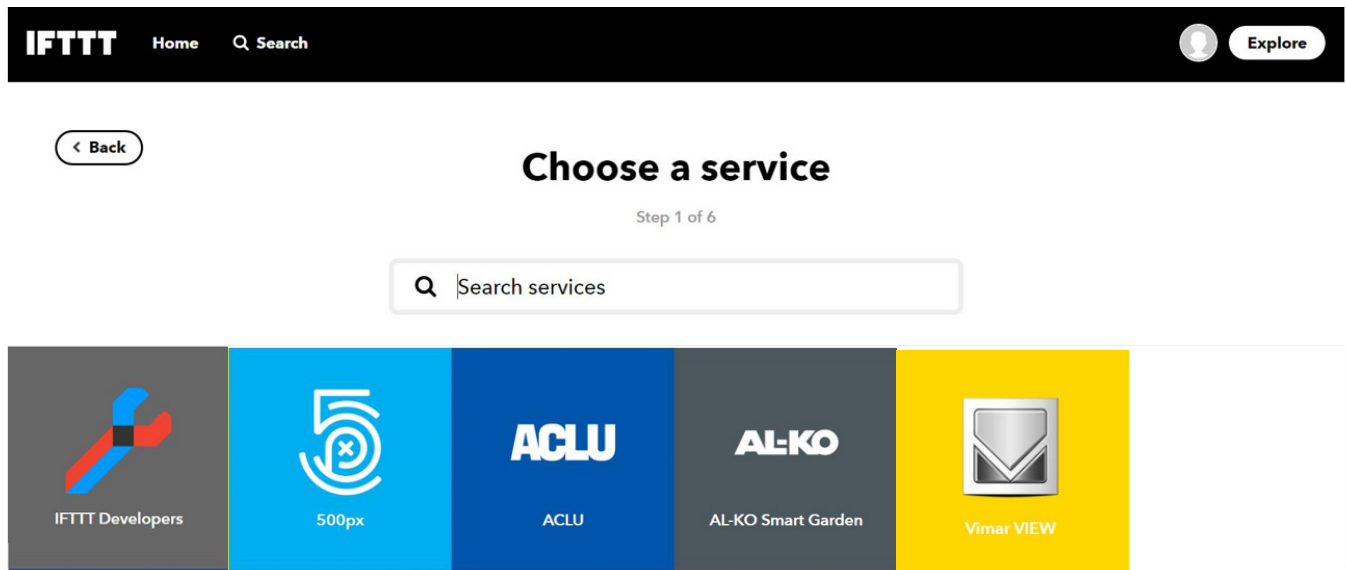 IFTTT Home Search Explore
< Back
Choose a service
Step 1 of 6
Search services
5
ACLU
AL-KO
IFTTT Developers
500px
ACLU
AL-KO Smart Garden
Vimar VIEW